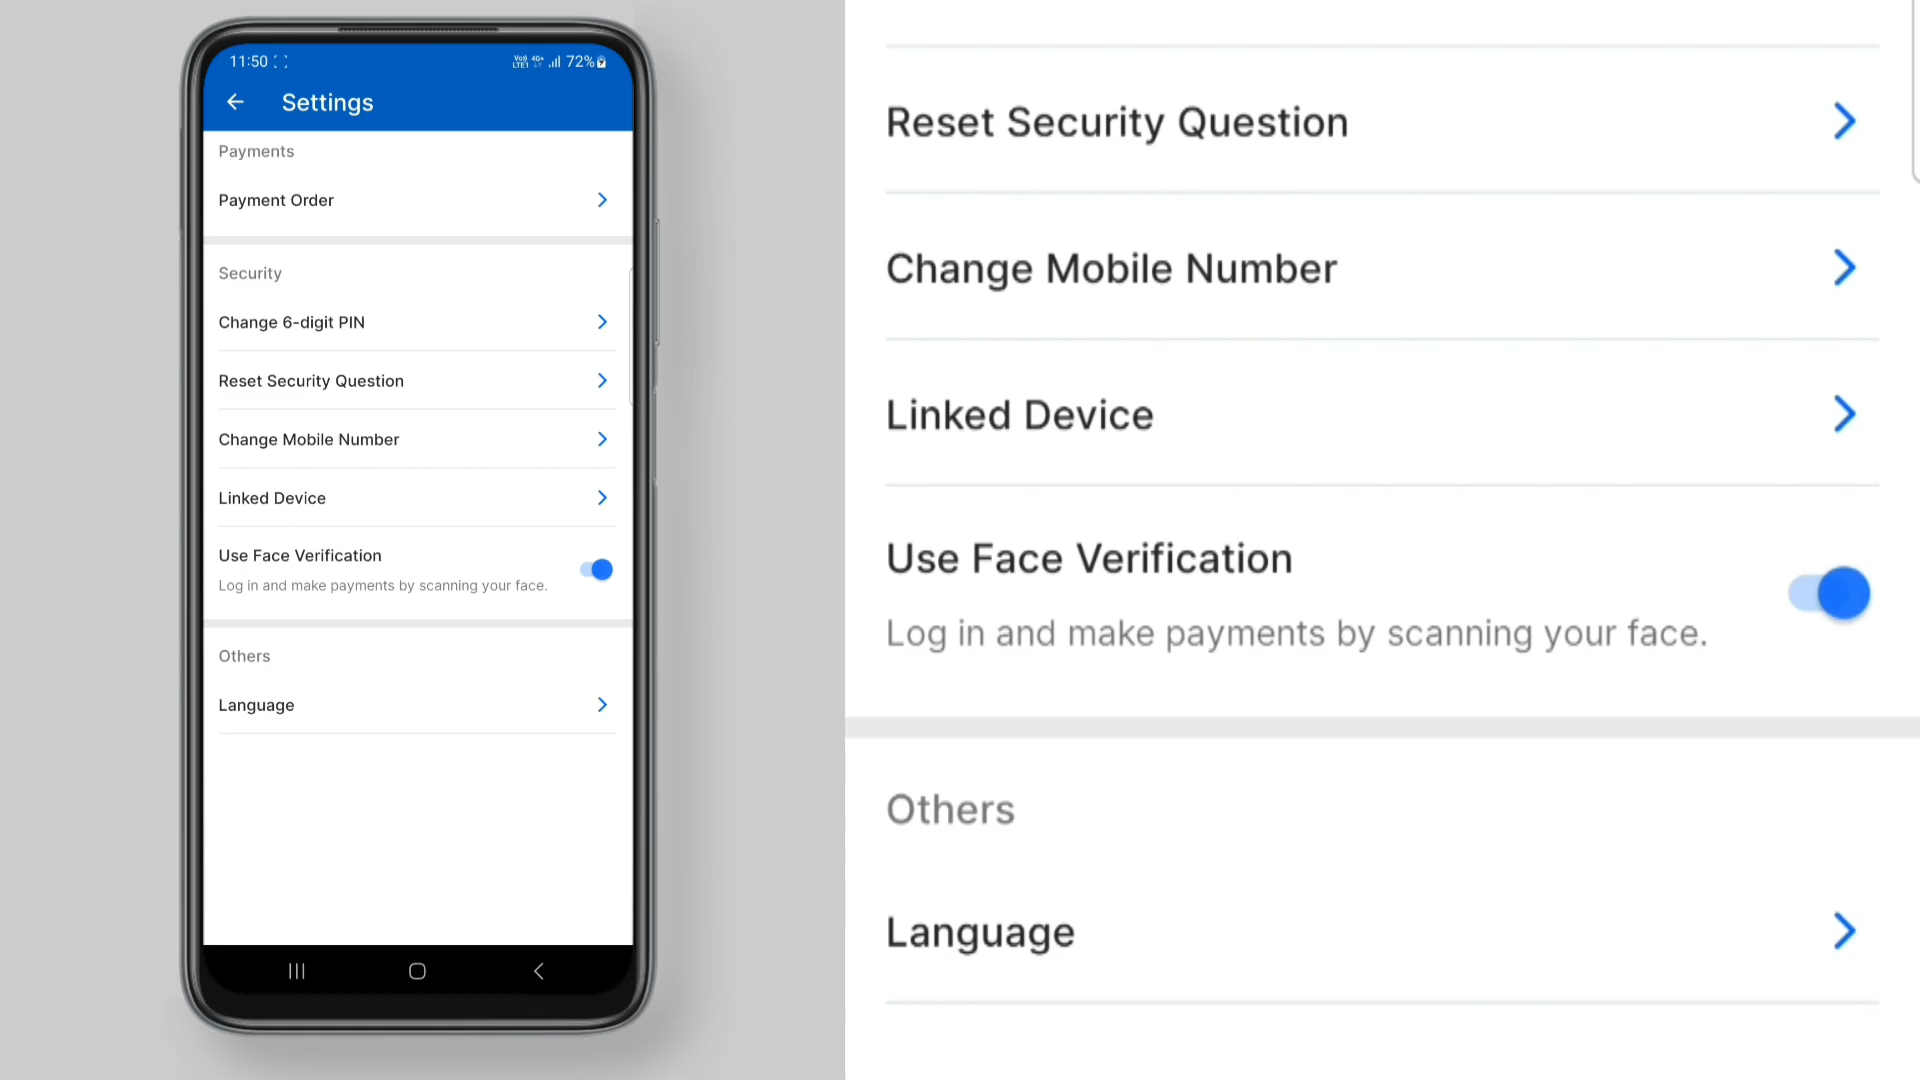 11:50
72%
Settings
Payments
Payment Order
Security
Change 6-digit PIN
Reset Security Question
Change Mobile Number
Linked Device
Use Face Verification
Log in and make payments by scanning your face.
Others
Language
Reset Security Question
Change Mobile Number
Linked Device
Use Face Verification
Log in and make payments by scanning your face.
Others
Language